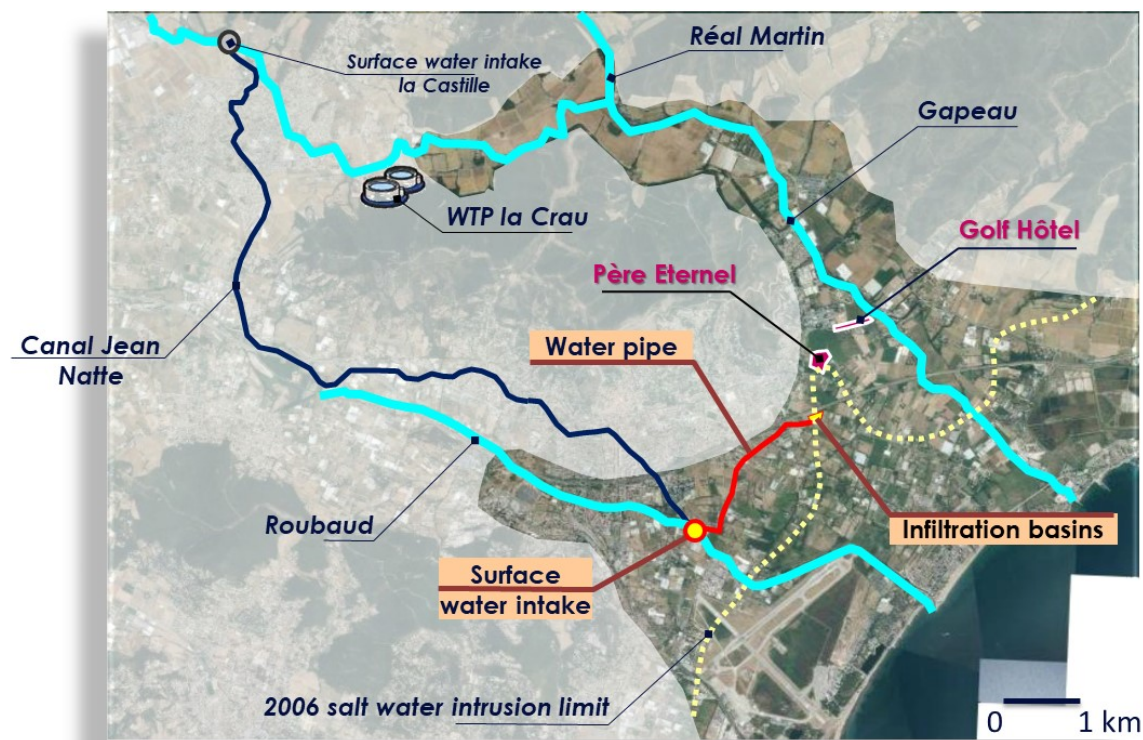 Réal Martin
Surface water intake
la Castille
Gapeau
WTP la Crau
Golf Hôtel
Père Eternel
Water pipe
Canal Jean
Natte
Roubaud
Infiltration basins
Surface
water intake
2006 salt water intrusion limit
0 1 km